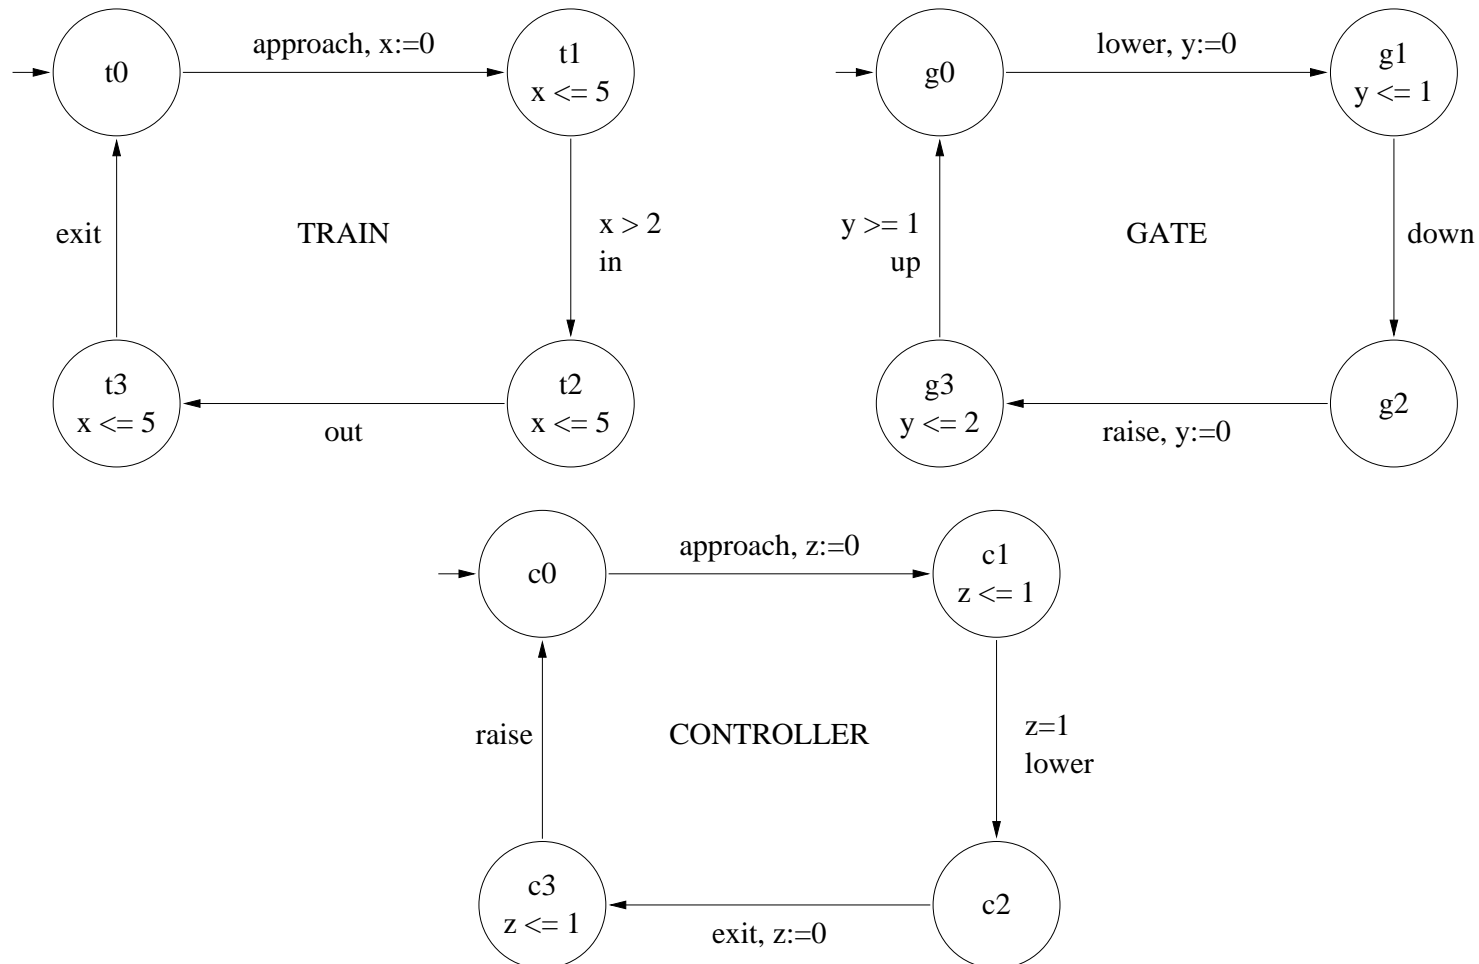 approach, x:=0
t0
t1
x <= 5
exit
TRAIN
x > 2
in
t3
x <= 5
out
t2
x <= 5
lower, y:=0
g0
g1
y <= 1
y >= 1
up
GATE
down
g3
y <= 2
raise, y:=0
g2
approach, z:=0
c0
c1
z <= 1
raise
CONTROLLER
z=1
lower
c3
z <= 1
exit, z:=0
c2